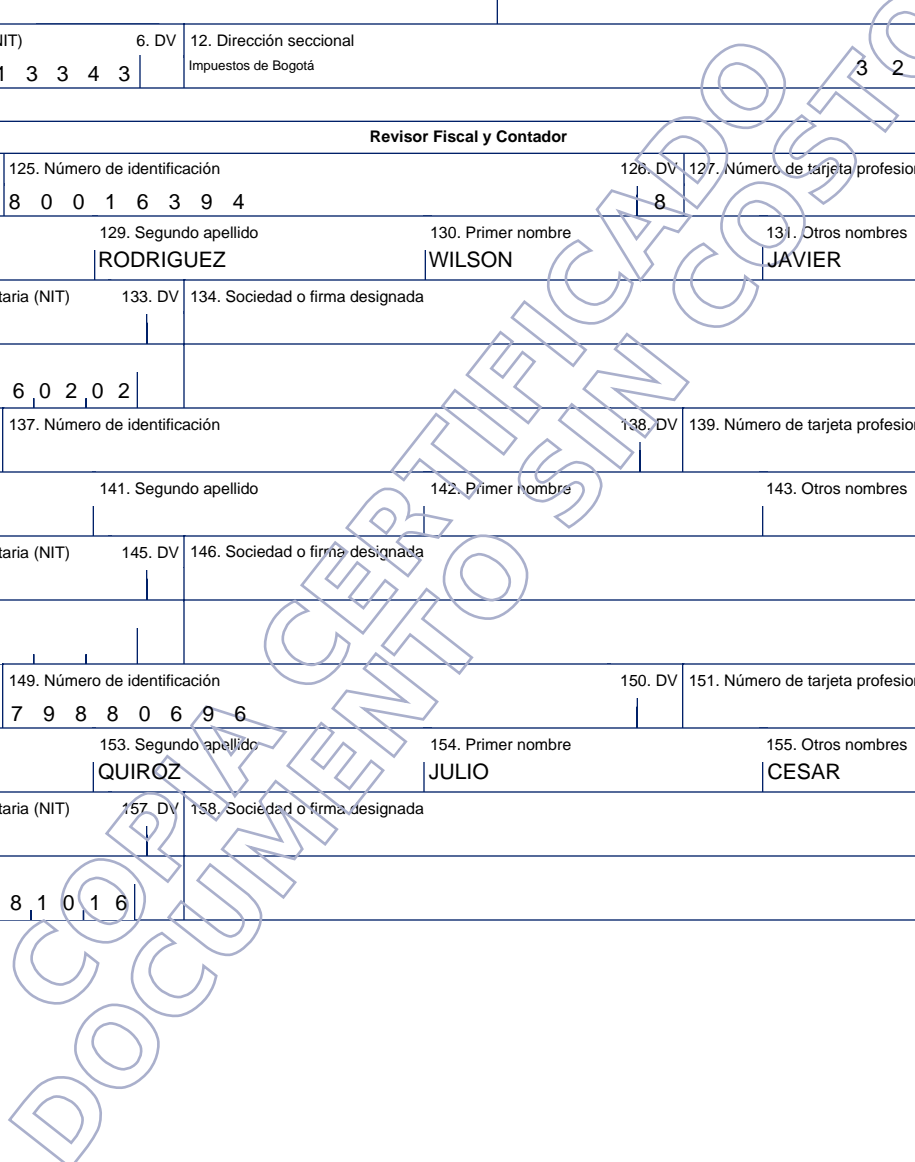 NIT) 6. DV 12. Dirección seccional
1 3 3 4 3 Impuestos de Bogotá 3 2
Revisor Fiscal y Contador
125. Número de identificación 126. DV 127. Número de tarjeta profesion
8 0 0 1 6 3 9 4 8
129. Segundo apellido 130. Primer nombre 131. Otros nombres
RODRIGUEZ WILSON JAVIER
taria (NIT) 133. DV 134. Sociedad o firma designada
6 0 2 0 2
137. Número de identificación 138. DV 139. Número de tarjeta profesion
141. Segundo apellido 142. Primer nombre 143. Otros nombres
taria (NIT) 145. DV 146. Sociedad o firma designada
149. Número de identificación 150. DV 151. Número de tarjeta profesion
7 9 8 8 0 6 9 6
153. Segundo apellido 154. Primer nombre 155. Otros nombres
QUIROZ JULIO CESAR
taria (NIT) 157. DV 158. Sociedad o firma designada
8 1 0 1 6
COPIA CERTIFICADO
DOCUMENTO SIN COSTO